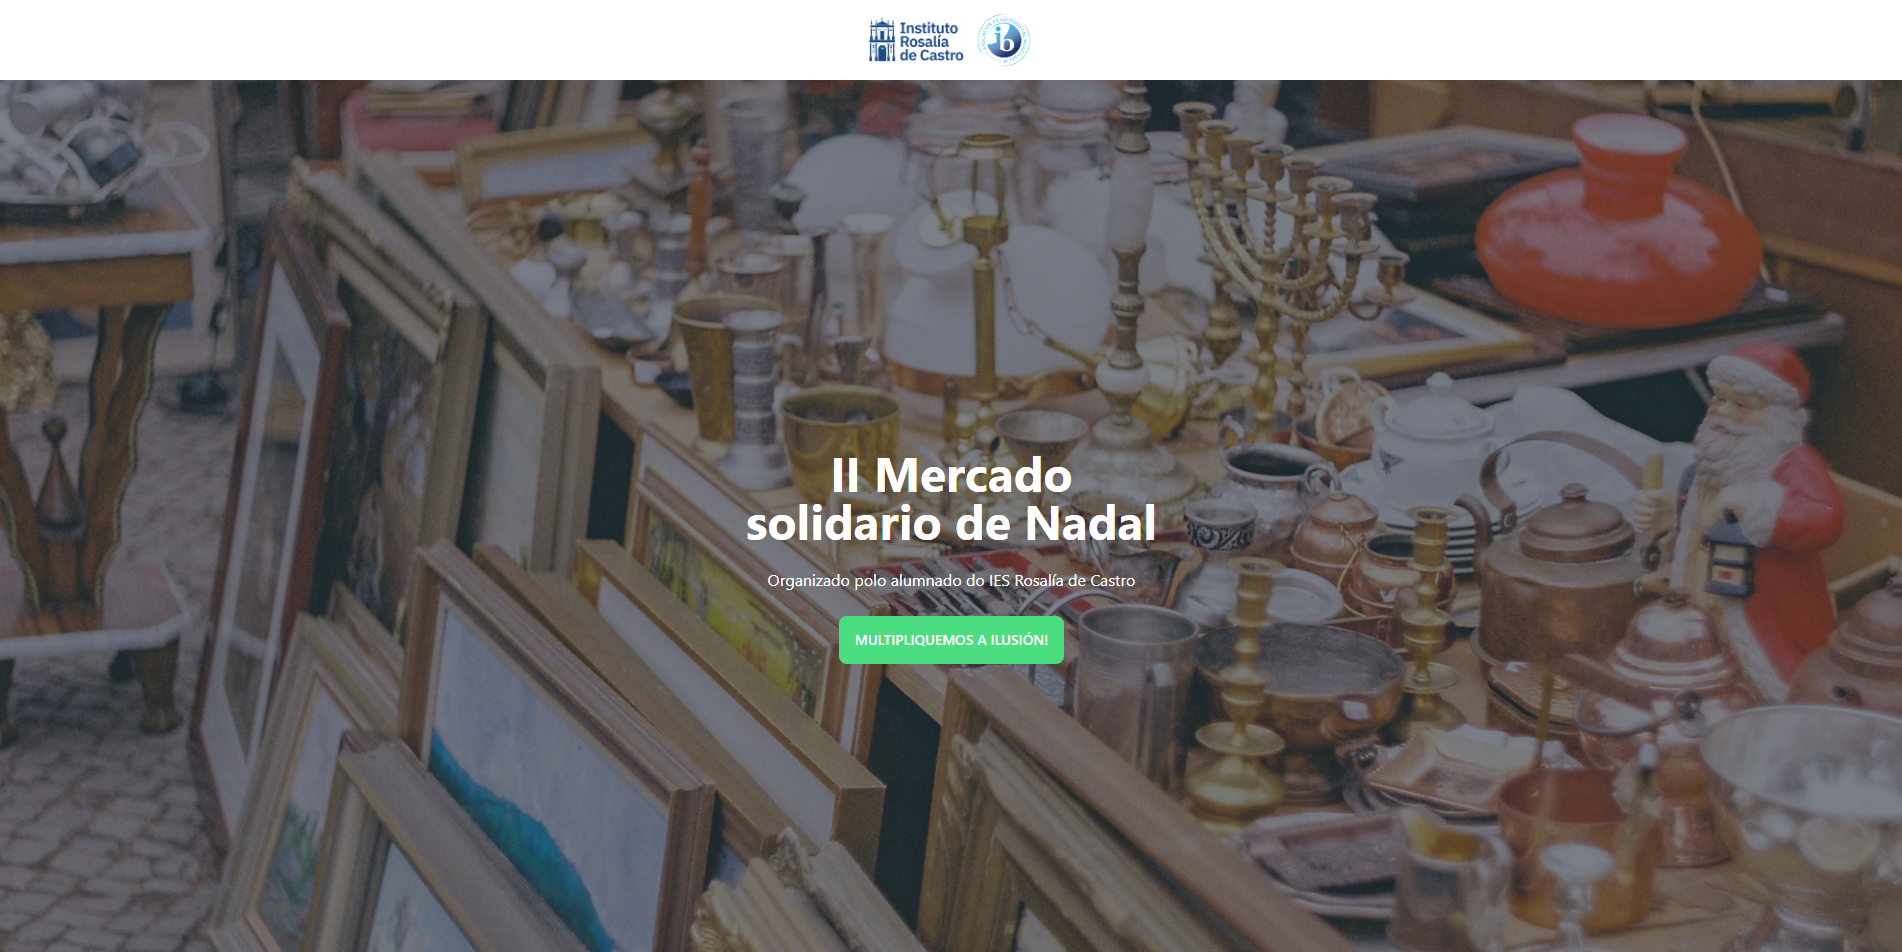 Instituto
Rosalía
de Castro
ib
II Mercado
solidario de Nadal
Organizado polo alumnado do IES Rosalía de Castro
MULTIPLIQUEMOS A ILUSIÓN!